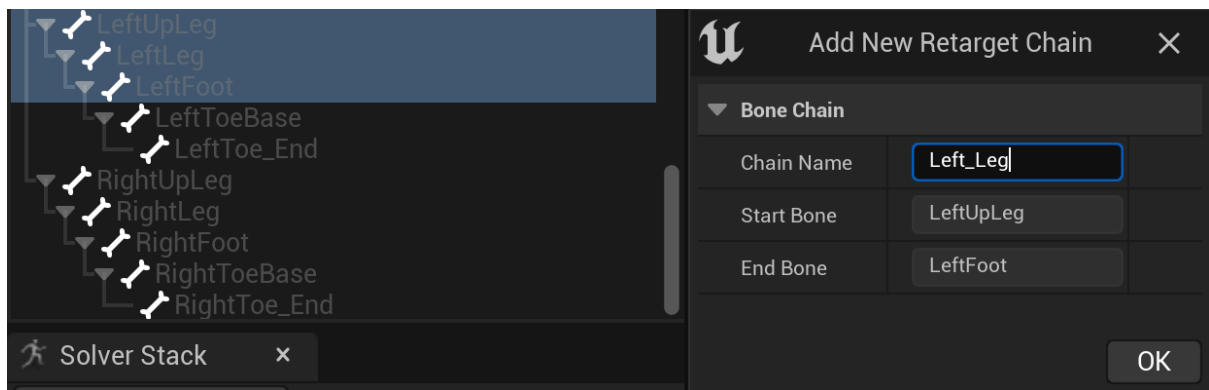 LeftUpLeg
LeftLeg
LeftFoot
LeftToeBase
LeftToe_End
RightUpLeg
RightLeg
RightFoot
RightToeBase
RightToe_End
Solver Stack
Add New Retarget Chain
Bone Chain
Chain Name Left_Leg
Start Bone LeftUpLeg
End Bone LeftFoot
OK